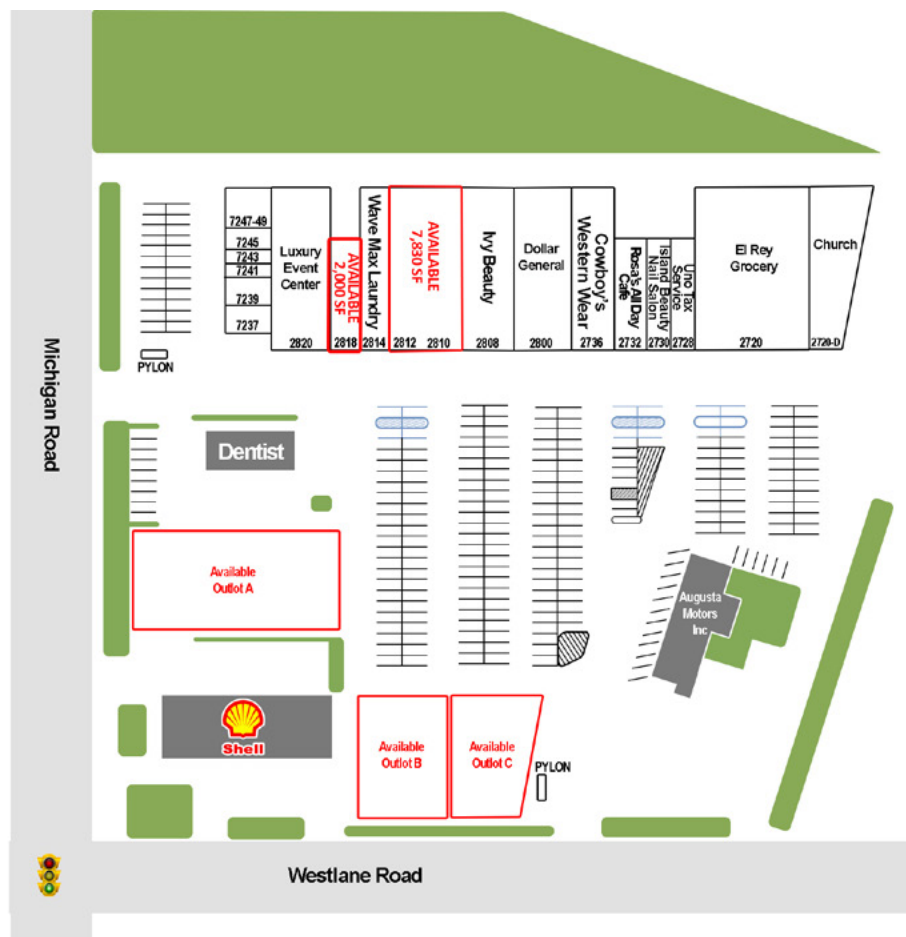 Michigan Road
7247-49
7245
7243
7241
7239
7237
PYLON
Luxury
Event
Center
2820
AVAILABLE
2,000 SF
2818
Wave Max Laundry
2814
AVAILABLE
7,830 SF
2812
2810
Ivy Beauty
2808
Dollar
General
2800
Cowboy's
Western Wear
2736
Rosa's All Day
Cafe
2732
Island Beauty
Nail Salon
2730
Uno Tax
Service
2728
El Rey
Grocery
2720
Church
2720-D
Dentist
Available
Outlot A
Augusta
Motors
Inc
Shell
Available
Outlot B
Available
Outlot C
PYLON
Westlane Road